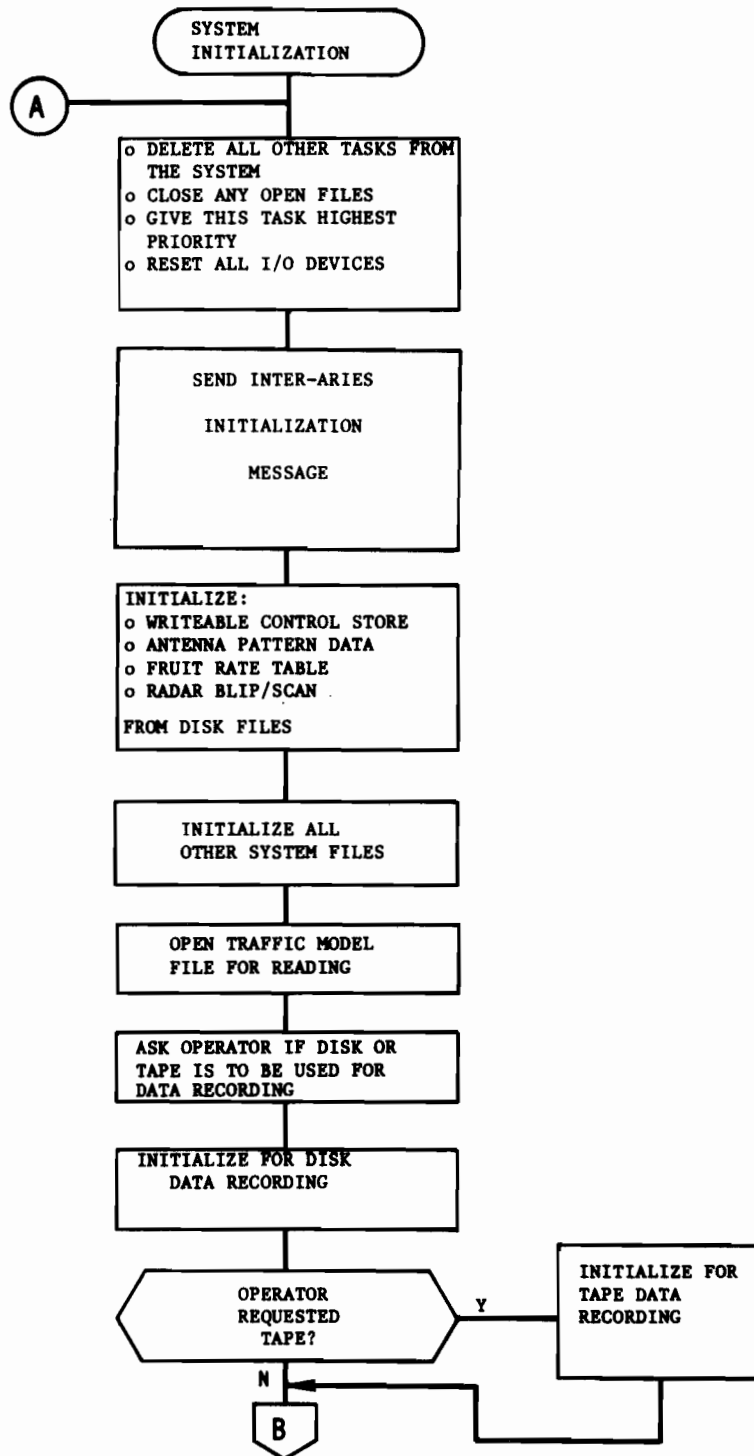 SYSTEM
INITIALIZATION
A
o DELETE ALL OTHER TASKS FROM
THE SYSTEM
o CLOSE ANY OPEN FILES
o GIVE THIS TASK HIGHEST
PRIORITY
o RESET ALL I/O DEVICES
SEND INTER-ARIES
INITIALIZATION
MESSAGE
INITIALIZE:
o WRITEABLE CONTROL STORE
o ANTENNA PATTERN DATA
o FRUIT RATE TABLE
o RADAR BLIP/SCAN
FROM DISK FILES
INITIALIZE ALL
OTHER SYSTEM FILES
OPEN TRAFFIC MODEL
FILE FOR READING
ASK OPERATOR IF DISK OR
TAPE IS TO BE USED FOR
DATA RECORDING
INITIALIZE FOR DISK
DATA RECORDING
OPERATOR
REQUESTED
TAPE?
Y
INITIALIZE FOR
TAPE DATA
RECORDING
N
B